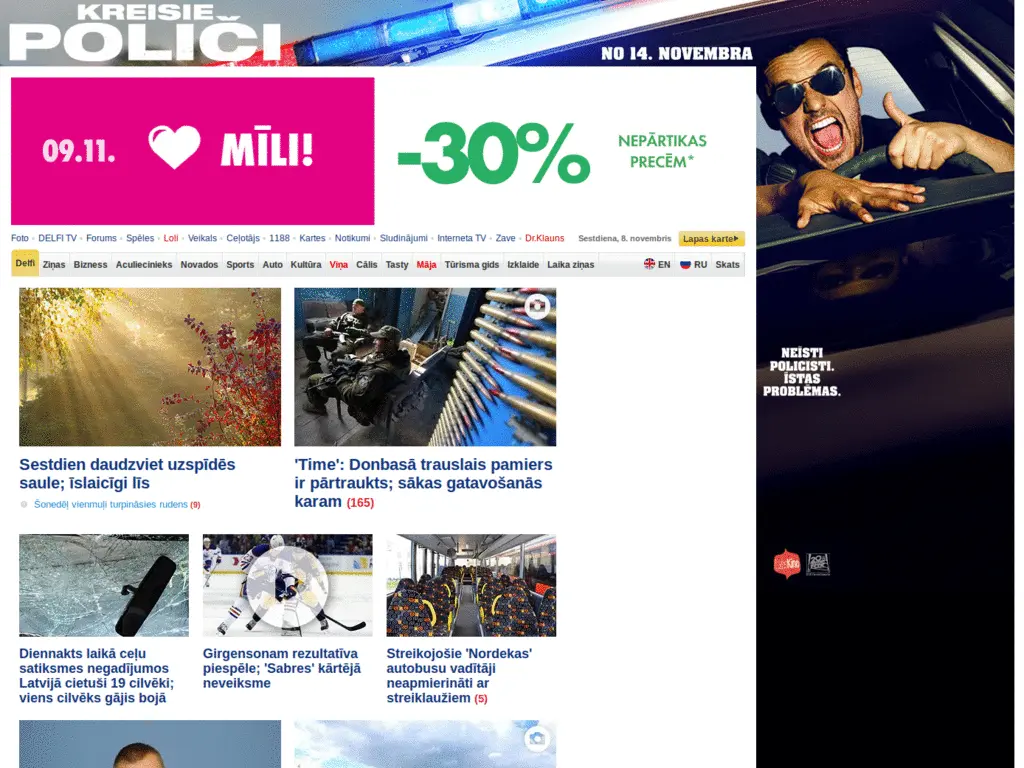 KREISIE
POLIČI
NO 14. NOVEMBRA
09.11. MĪLI!
-30%
NEPĀRTIKAS
PRECĒM*
Foto DELFI TV Forums Spēles Loli Veikals Ceļotājs 1188 Kartes Notikumi Sludinājumi Interneta TV Zave Dr.Klauns Sestdiena, 8. novembris Lapas karte
Delfi Ziņas Bizness Aculiecinieks Novados Sports Auto Kultūra Viņa Cālis Tasty Māja Tūrisma gids Izklaide Laika ziņas EN RU Skats
Sestdien daudzviet uzspīdēs
saule; īslaicīgi līs
Šonedēļ vienmuļi turpināsies rudens (9)
'Time': Donbasā trauslais pamiers
ir pārtraukts; sākas gatavošanās
karam (165)
NEĪSTI
POLICISTI.
ĪSTAS
PROBLĒMAS.
Kino
Diennakts laikā ceļu
satiksmes negadījumos
Latvijā cietuši 19 cilvēki;
viens cilvēks gājis bojā
Girgensonam rezultatīva
piespēle; 'Sabres' kārtējā
neveiksme
Streikojošie 'Nordekas'
autobusu vadītāji
neapmierināti ar
streiklaužiem (5)